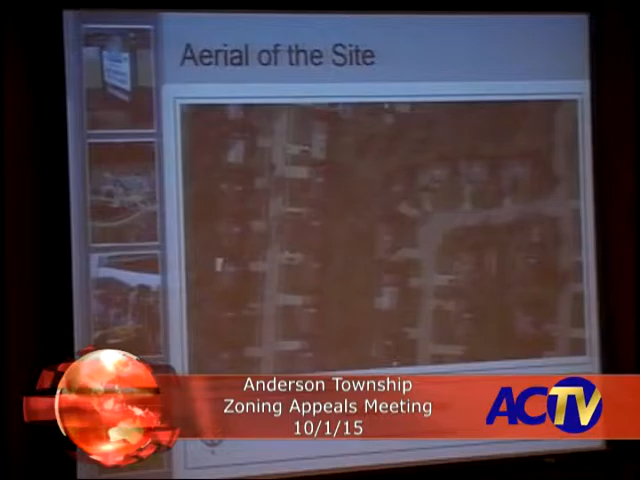 Aerial of the Site
Anderson Township
Zoning Appeals Meeting
10/1/15
ACTV